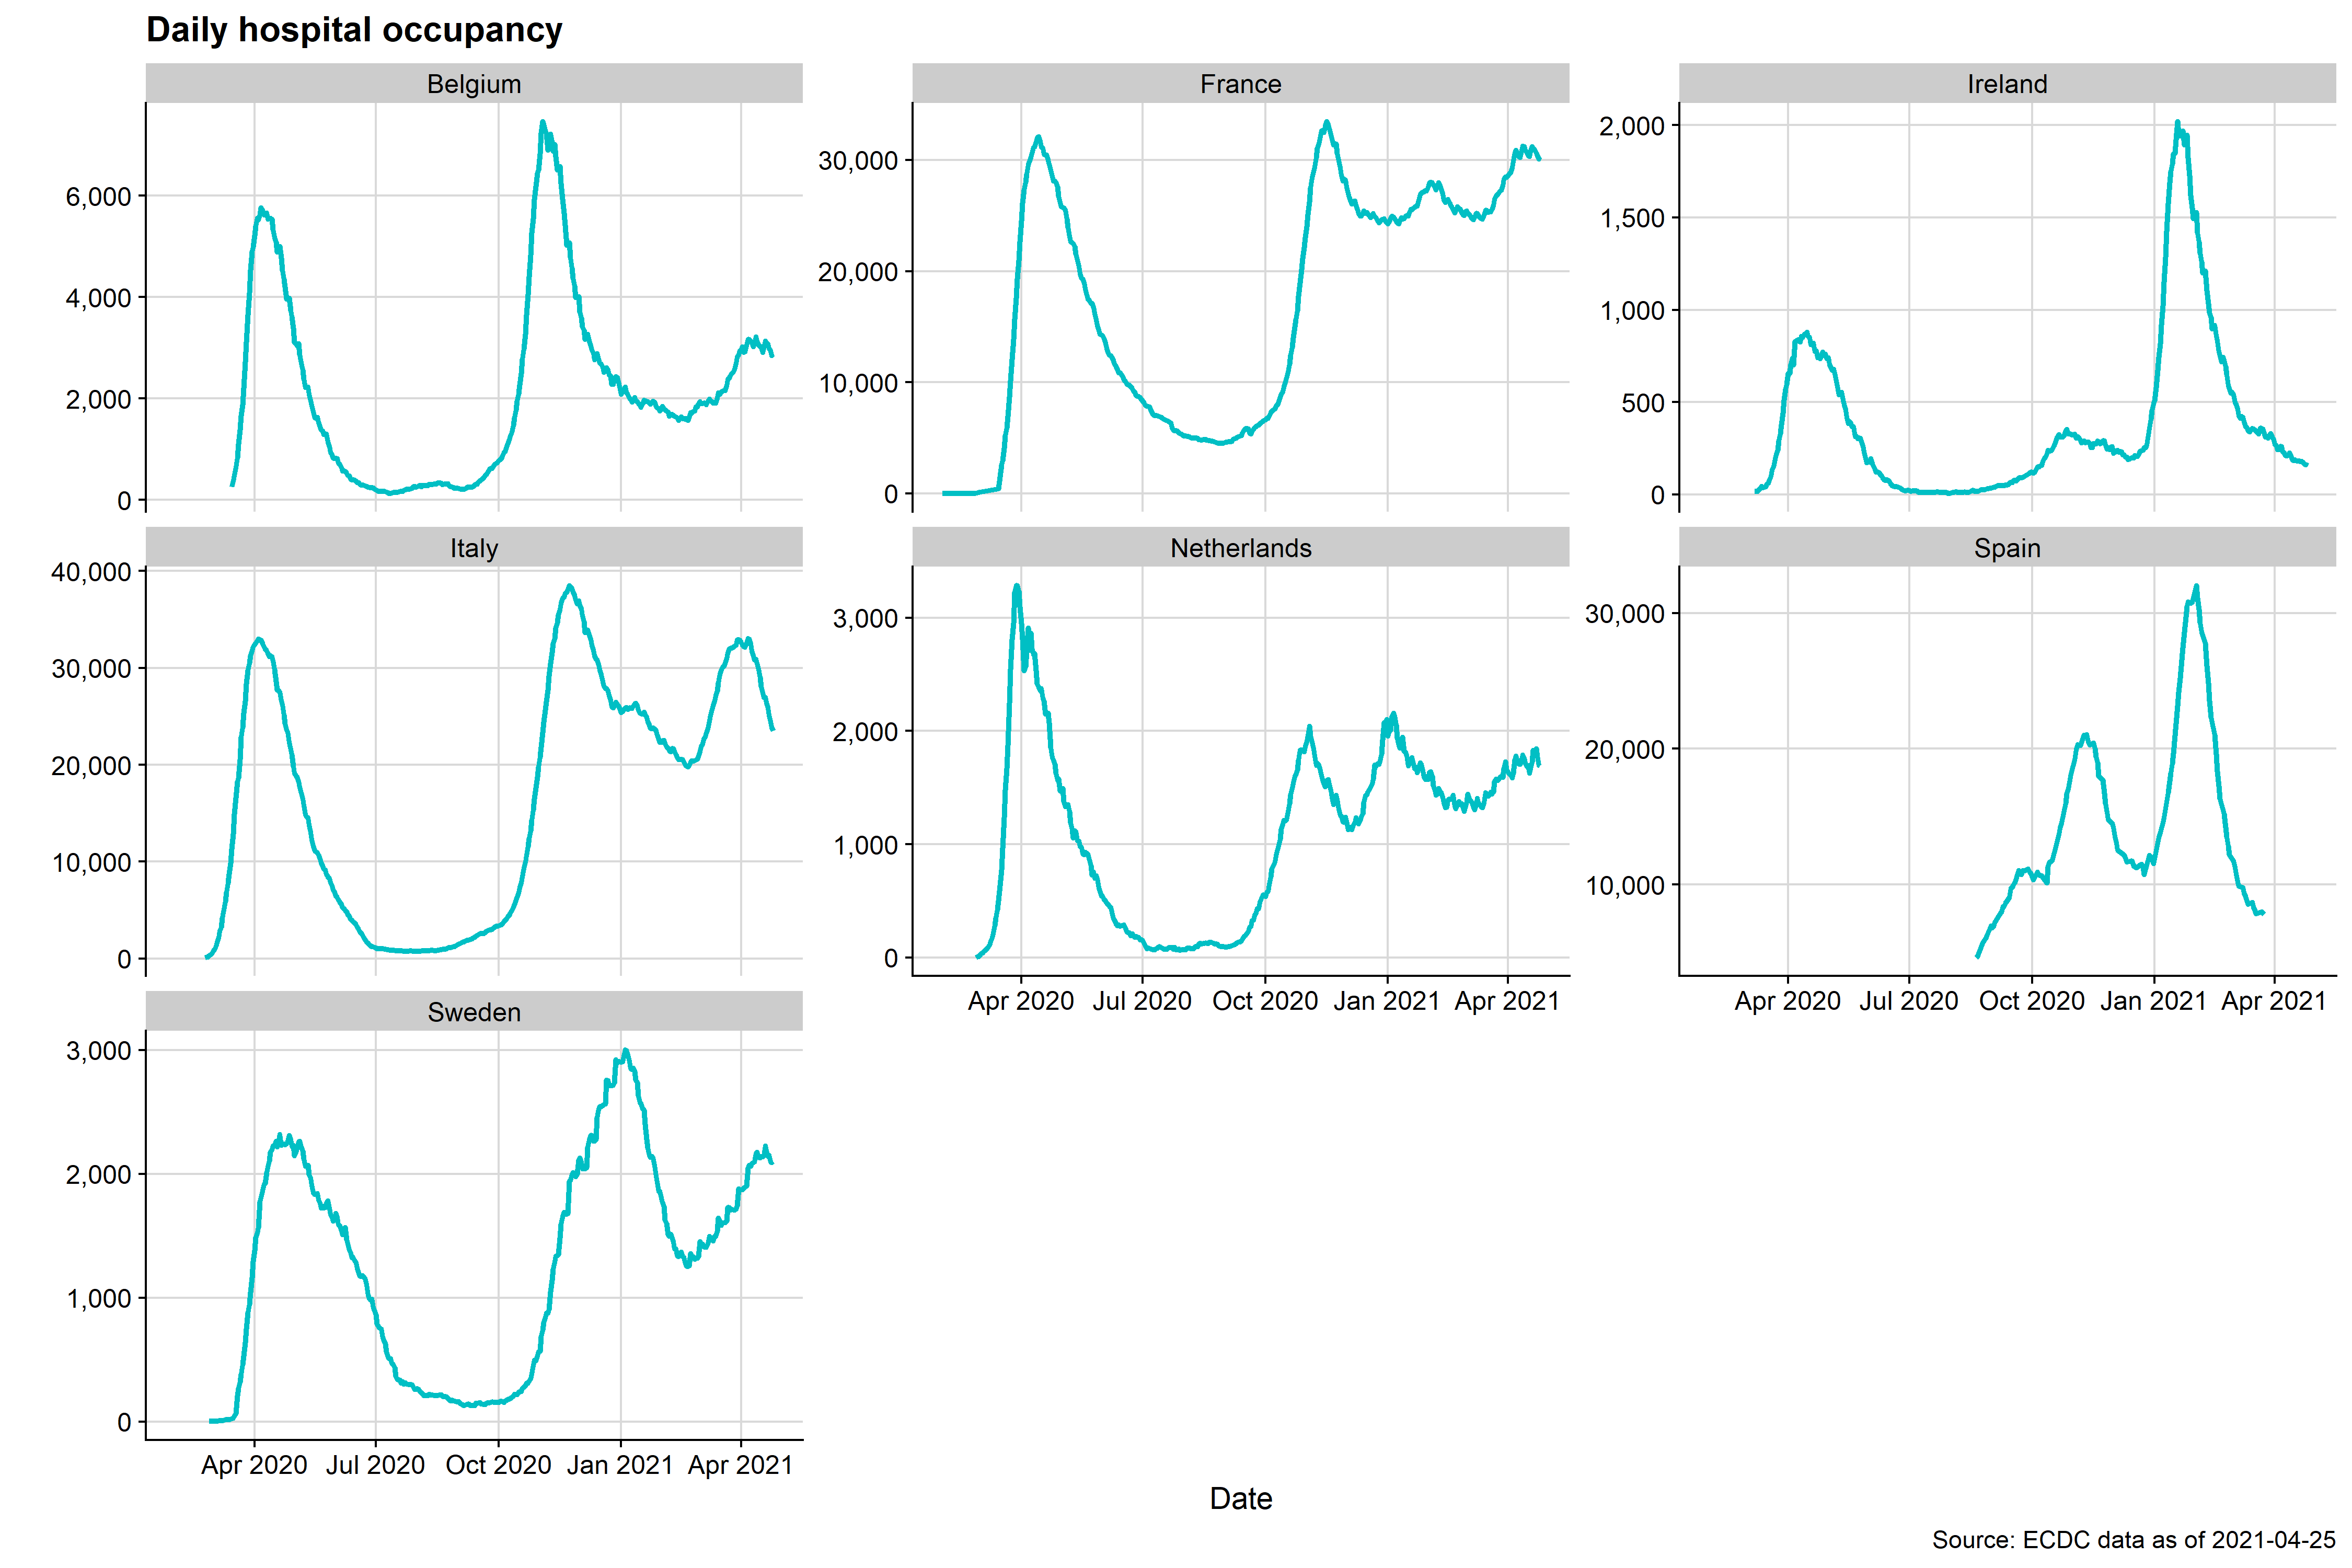 Daily hospital occupancy
Belgium
France
Ireland
6,000
4,000
2,000
0
30,000
20,000
10,000
0
2,000
1,500
1,000
500
0
Italy
Netherlands
Spain
40,000
30,000
20,000
10,000
0
3,000
2,000
1,000
0
30,000
20,000
10,000
Apr 2020 Jul 2020 Oct 2020 Jan 2021 Apr 2021
Apr 2020 Jul 2020 Oct 2020 Jan 2021 Apr 2021
Sweden
3,000
2,000
1,000
0
Apr 2020 Jul 2020 Oct 2020 Jan 2021 Apr 2021
Date
Source: ECDC data as of 2021-04-25